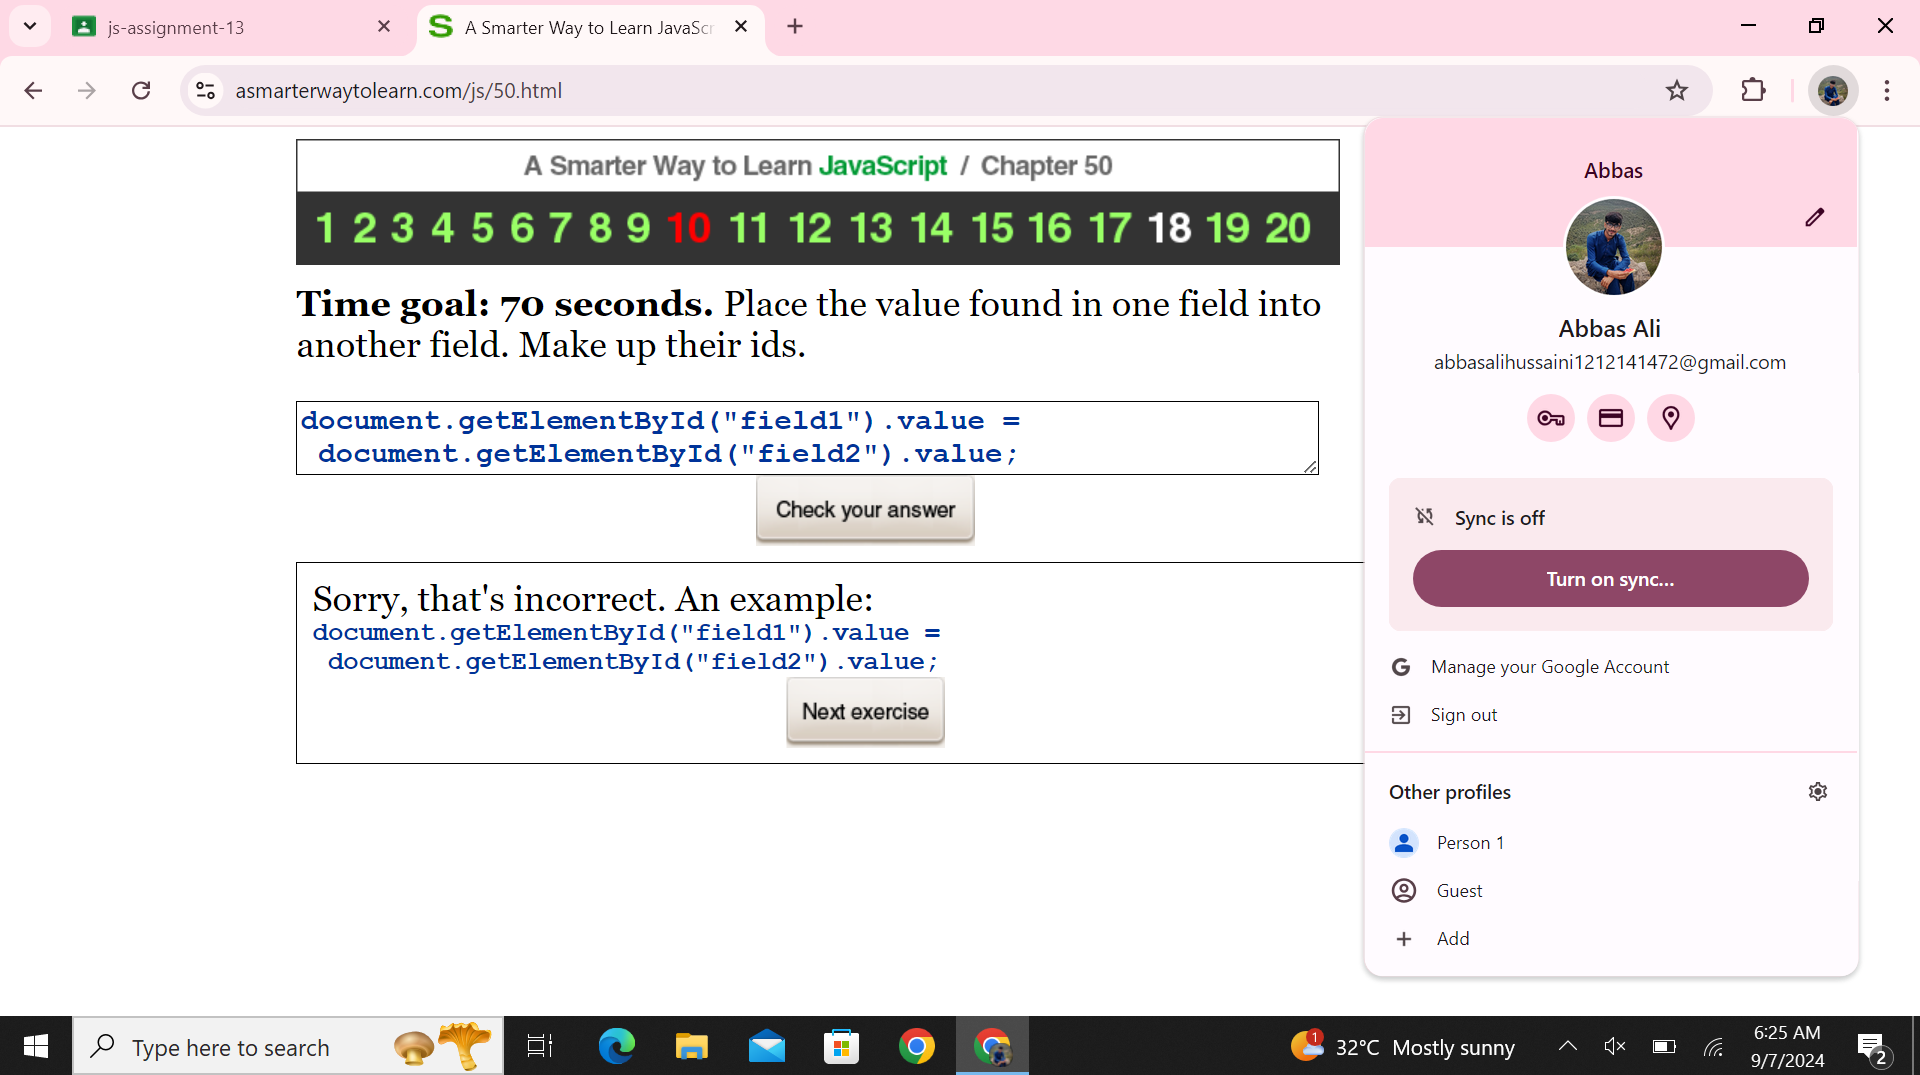 js-assignment-13
A Smarter Way to Learn JavaScr
asmarterwaytolearn.com/js/50.html
A Smarter Way to Learn JavaScript / Chapter 50
1 2 3 4 5 6 7 8 9 10 11 12 13 14 15 16 17 18 19 20
Time goal: 70 seconds. Place the value found in one field into
another field. Make up their ids.
document.getElementById("field1").value =
document.getElementById("field2").value;
Check your answer
Sorry, that's incorrect. An example:
document.getElementById("field1").value =
document.getElementById("field2").value;
Next exercise
Abbas
Abbas Ali
abbasalihussaini1212141472@gmail.com
Sync is off
Turn on sync...
Manage your Google Account
Sign out
Other profiles
Person 1
Guest
Add
Type here to search
1
32°C Mostly sunny
6:25 AM
9/7/2024
2